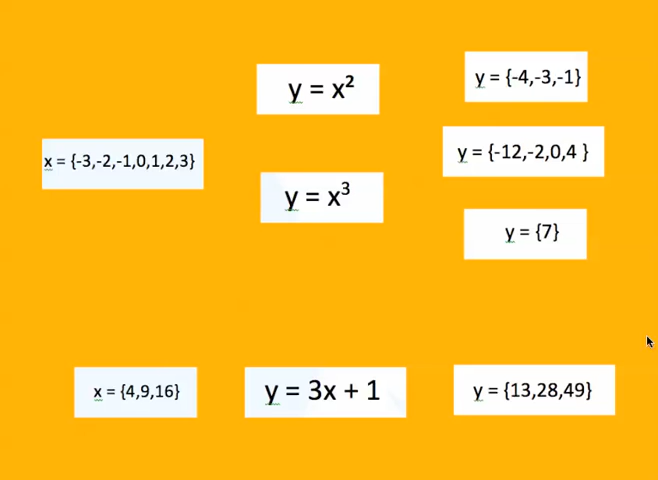 y = x²
y = {-4,-3,-1}
x = {-3,-2,-1,0,1,2,3}
y = {-12,-2,0,4 }
y = x³
y = {7}
x = {4,9,16}
y = 3x + 1
y = {13,28,49}